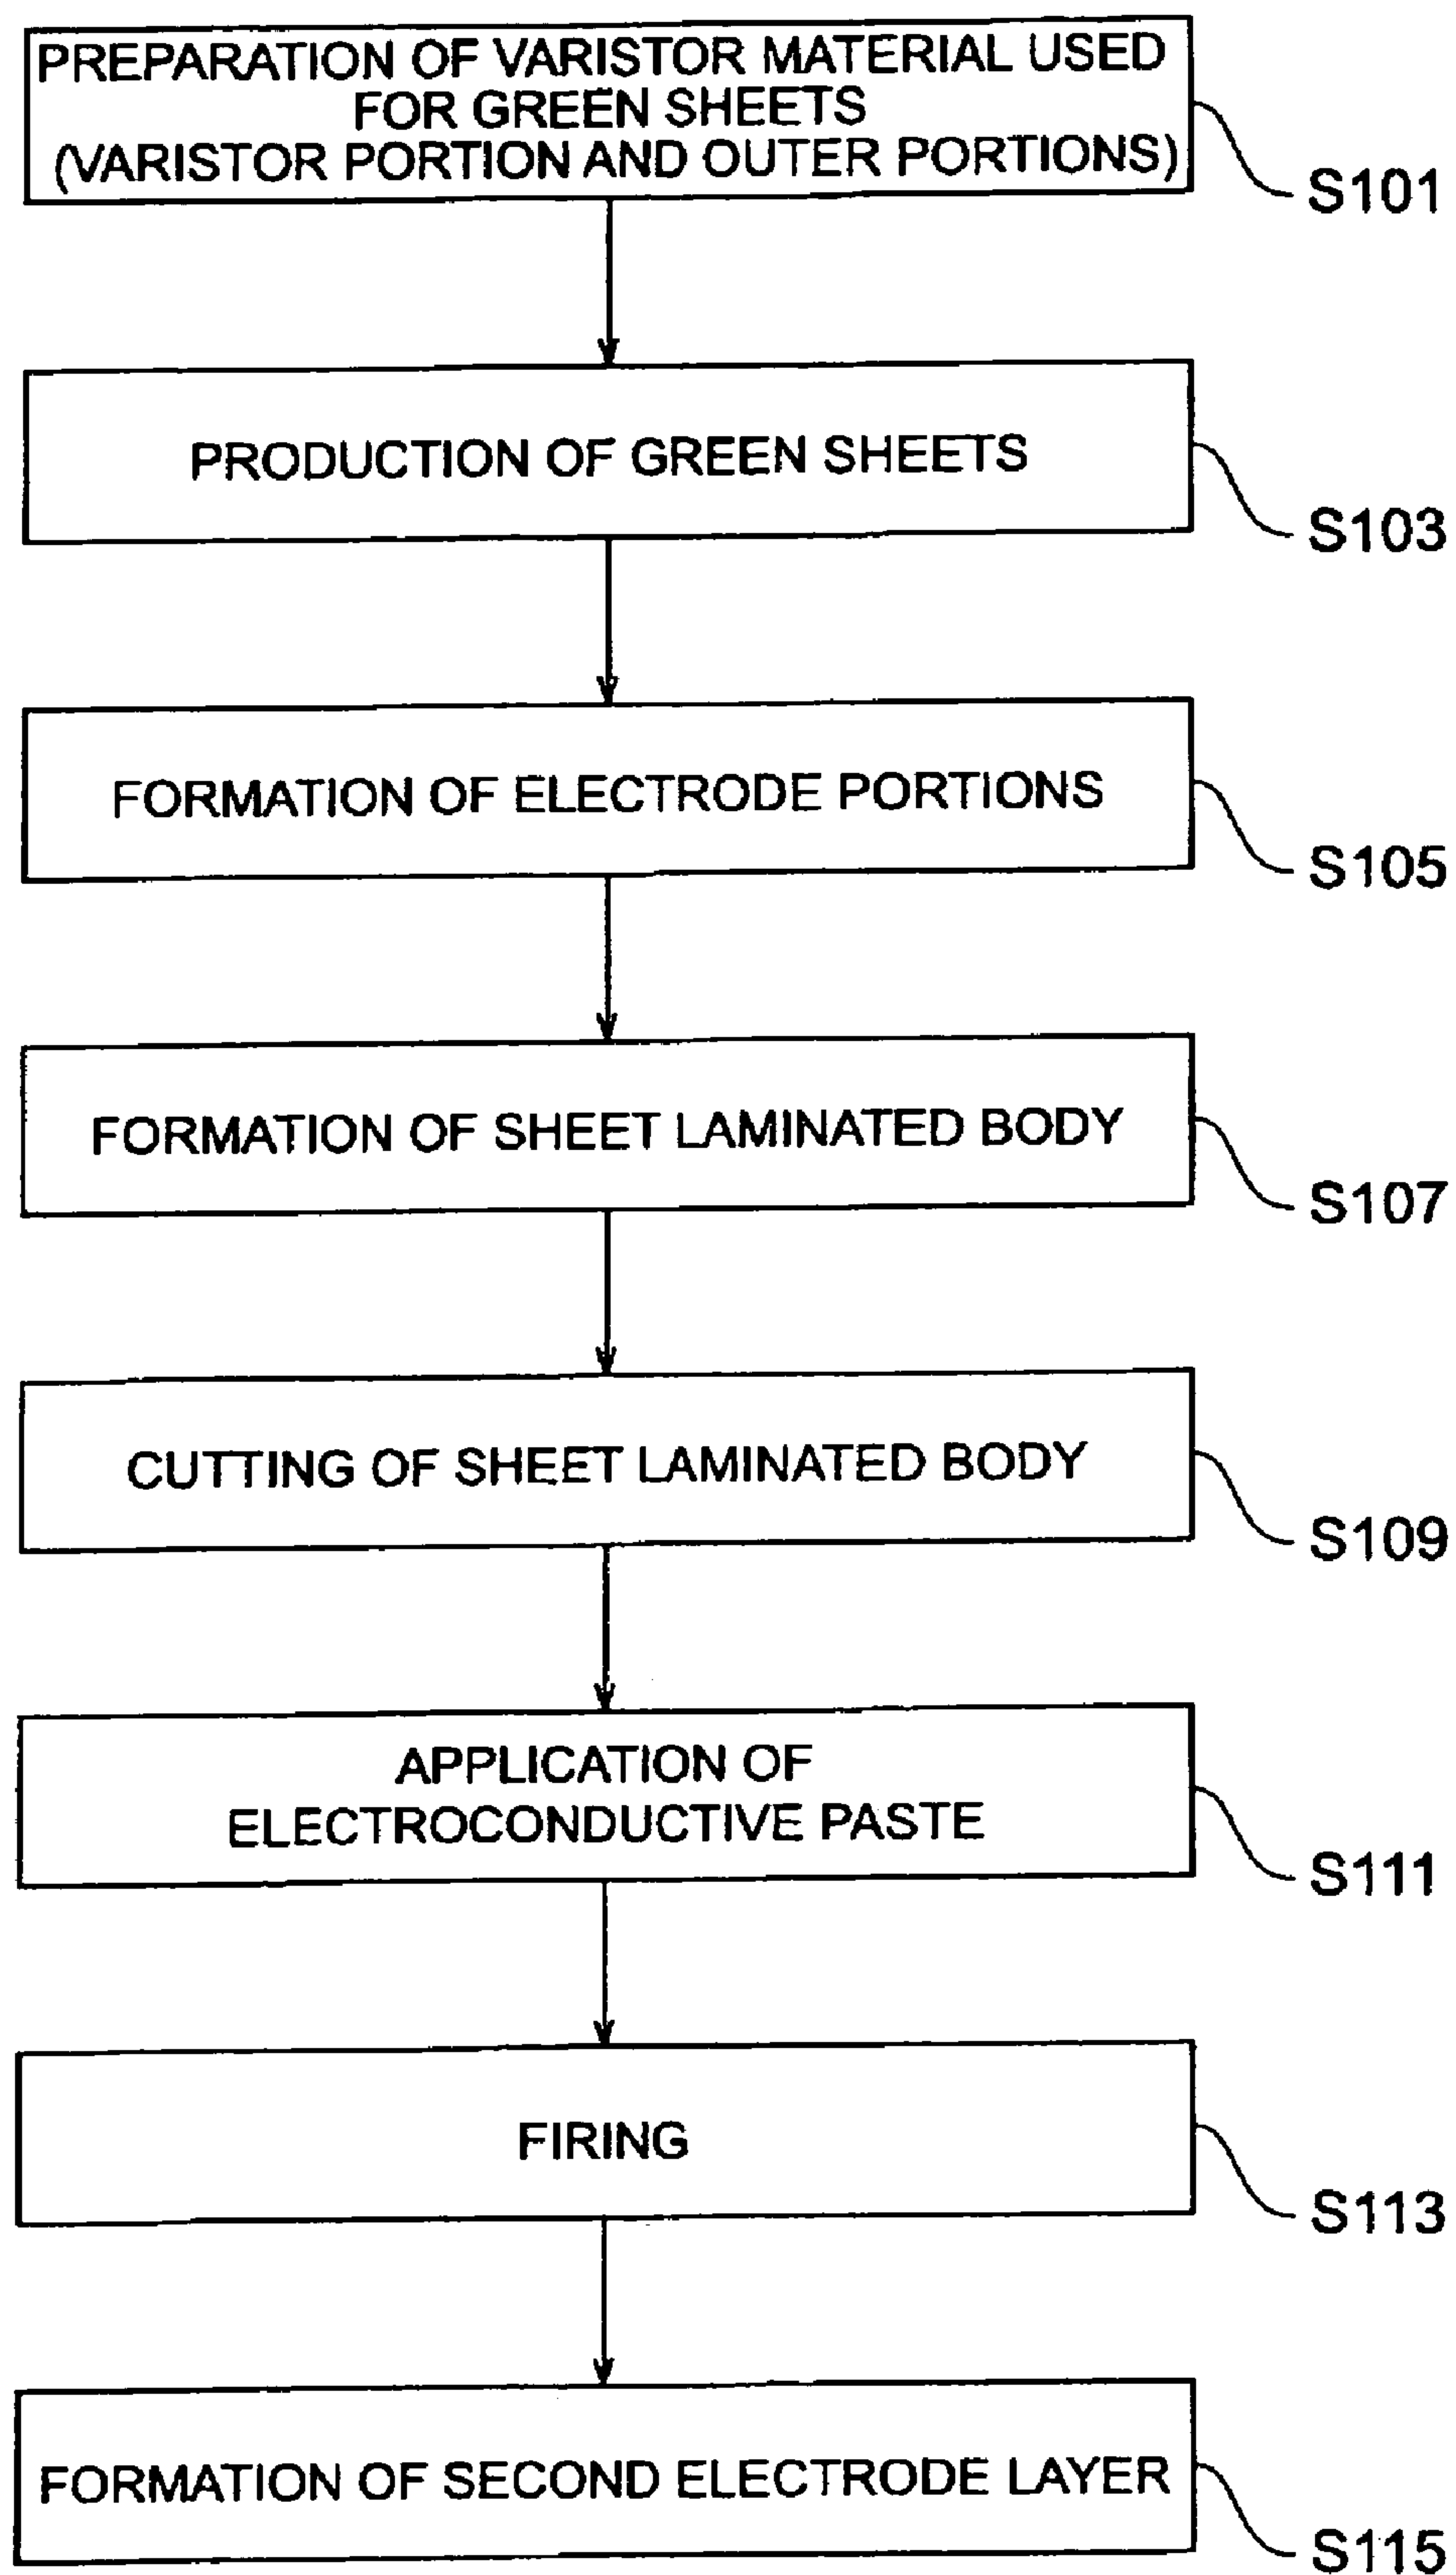 PREPARATION OF VARISTOR MATERIAL USED
FOR GREEN SHEETS
(VARISTOR PORTION AND OUTER PORTIONS)
S101
PRODUCTION OF GREEN SHEETS
S103
FORMATION OF ELECTRODE PORTIONS
S105
FORMATION OF SHEET LAMINATED BODY
S107
CUTTING OF SHEET LAMINATED BODY
S109
APPLICATION OF
ELECTROCONDUCTIVE PASTE
S111
FIRING
S113
FORMATION OF SECOND ELECTRODE LAYER
S115